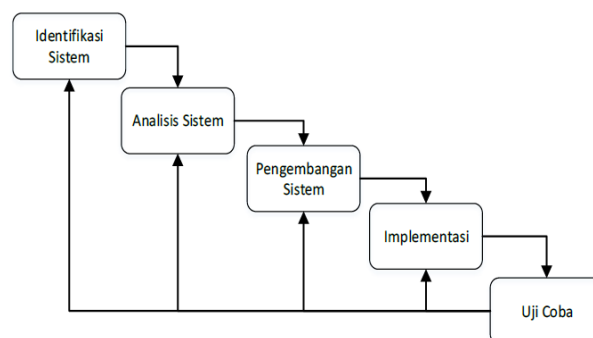 Identifikasi
Sistem
Analisis Sistem
Pengembangan
Sistem
Implementasi
Uji Coba